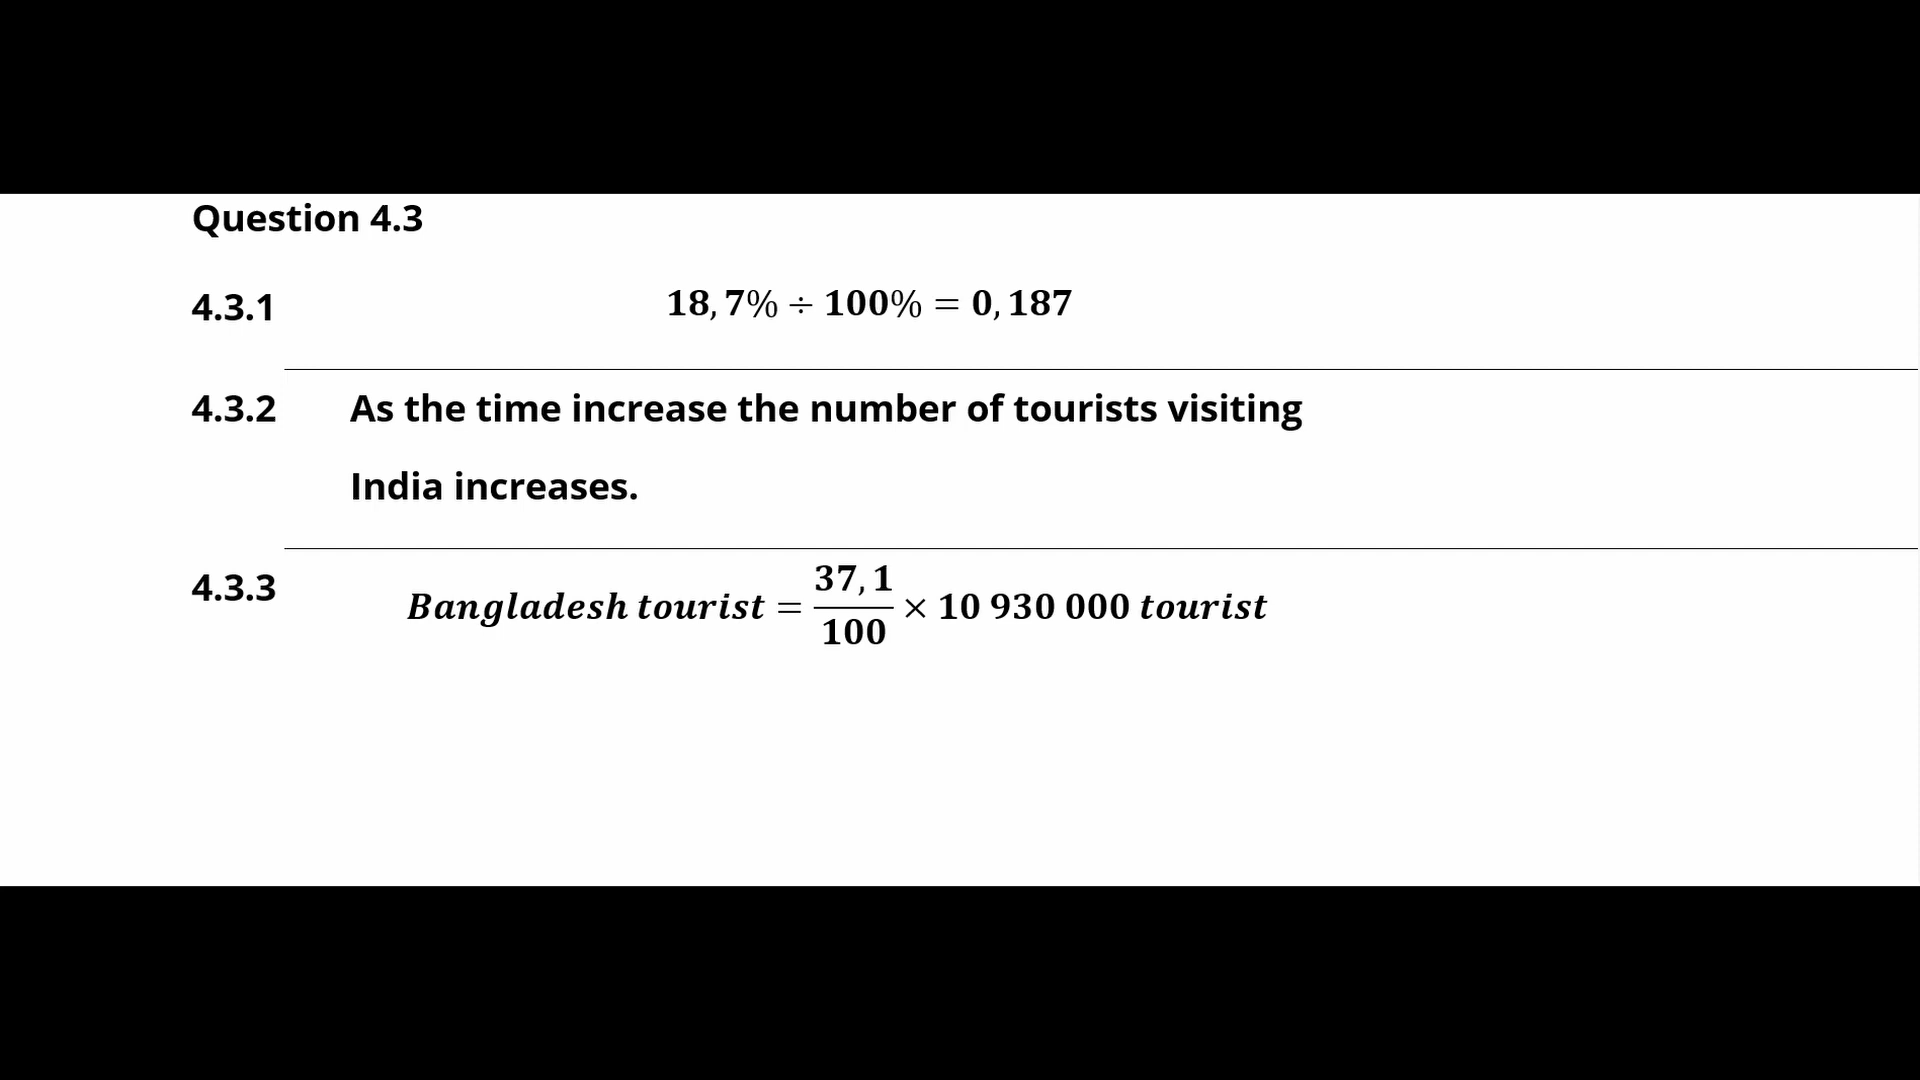 Question 4.3
4.3.1 18,7% ÷ 100% = 0,187
4.3.2 As the time increase the number of tourists visiting
India increases.
4.3.3 Bangladesh tourist = 37,1/100 × 10 930 000 tourist